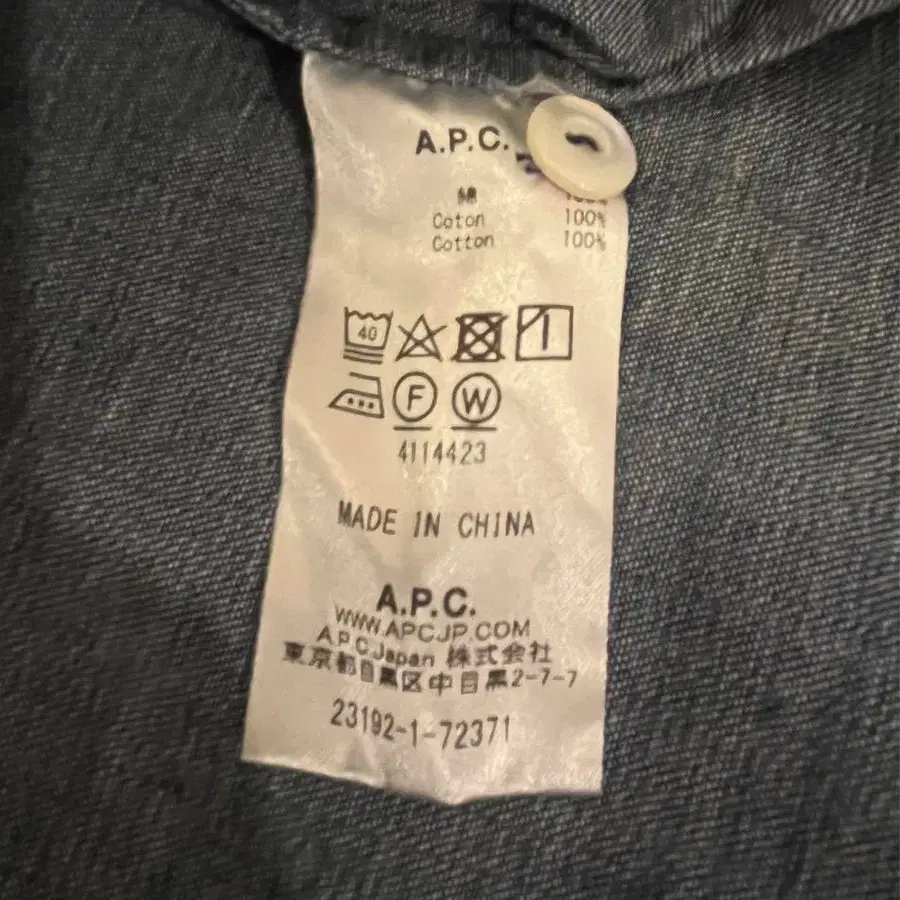 A.P.C.
綿 100%
Coton 100%
Cotton 100%
40
F W
4114423
MADE IN CHINA
A.P.C.
WWW.APCJP.COM
A.P.C.Japan 株式会社
東京都目黒区中目黒2-7-7
23192-1-72371